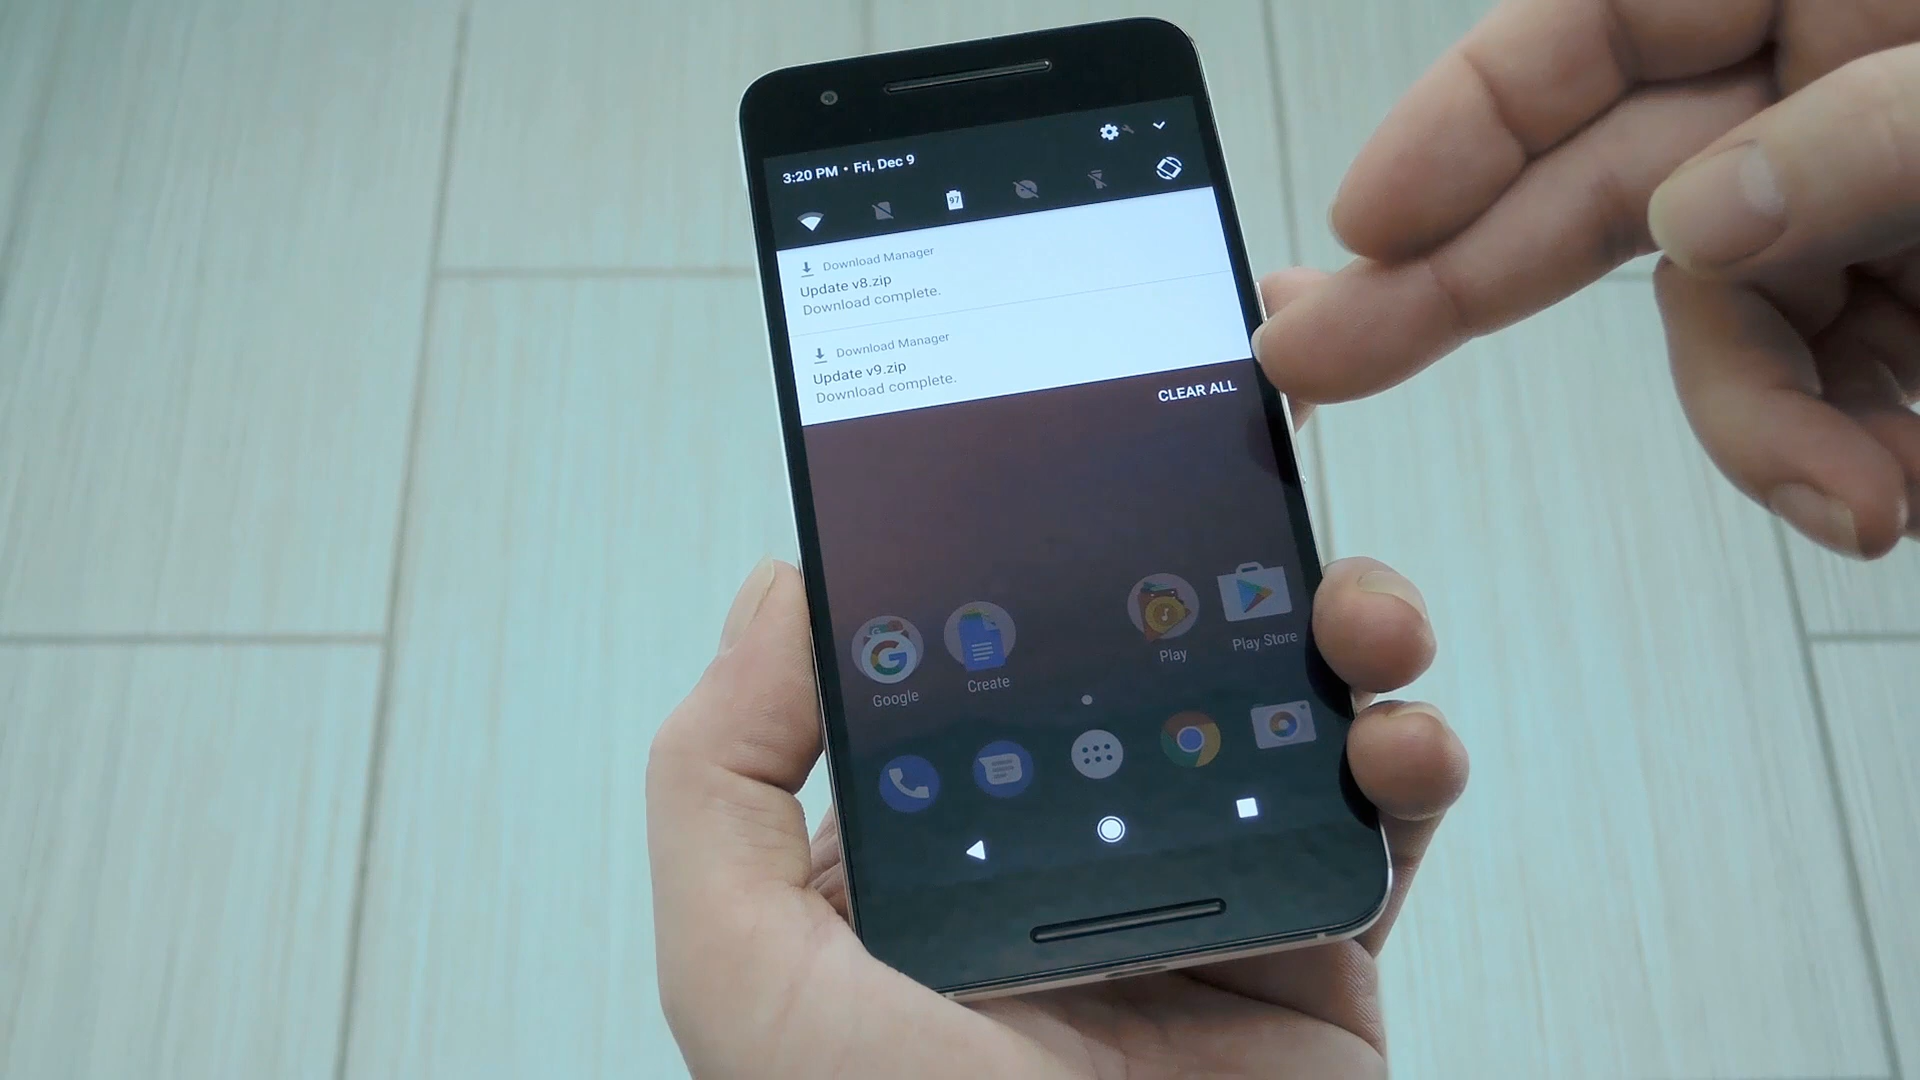 3:20 PM • Fri, Dec 9
97
Download Manager
Update v8.zip
Download complete.
Download Manager
Update v9.zip
Download complete.
CLEAR ALL
Google
Create
Play
Play Store